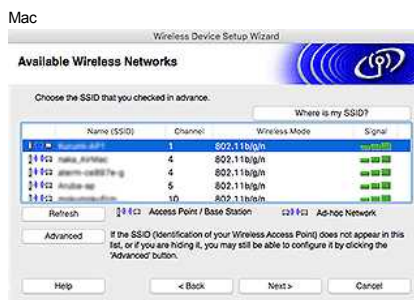 Mac
Wireless Device Setup Wizard
Available Wireless Networks
Choose the SSID that you checked in advance.
Where is my SSID?
Name (SSID) Channel Wireless Mode Signal
1 802.11b/g/n
4 802.11b/g/n
4 802.11b/g/n
5 802.11b/g/n
10 802.11b/g/n
Refresh Access Point / Base Station Ad-hoc Network
Advanced If the SSID (Identification of your Wireless Access Point) does not appear in this
list, or if you are hiding it, you may still be able to configure it by clicking the
'Advanced' button.
Help < Back Next > Cancel